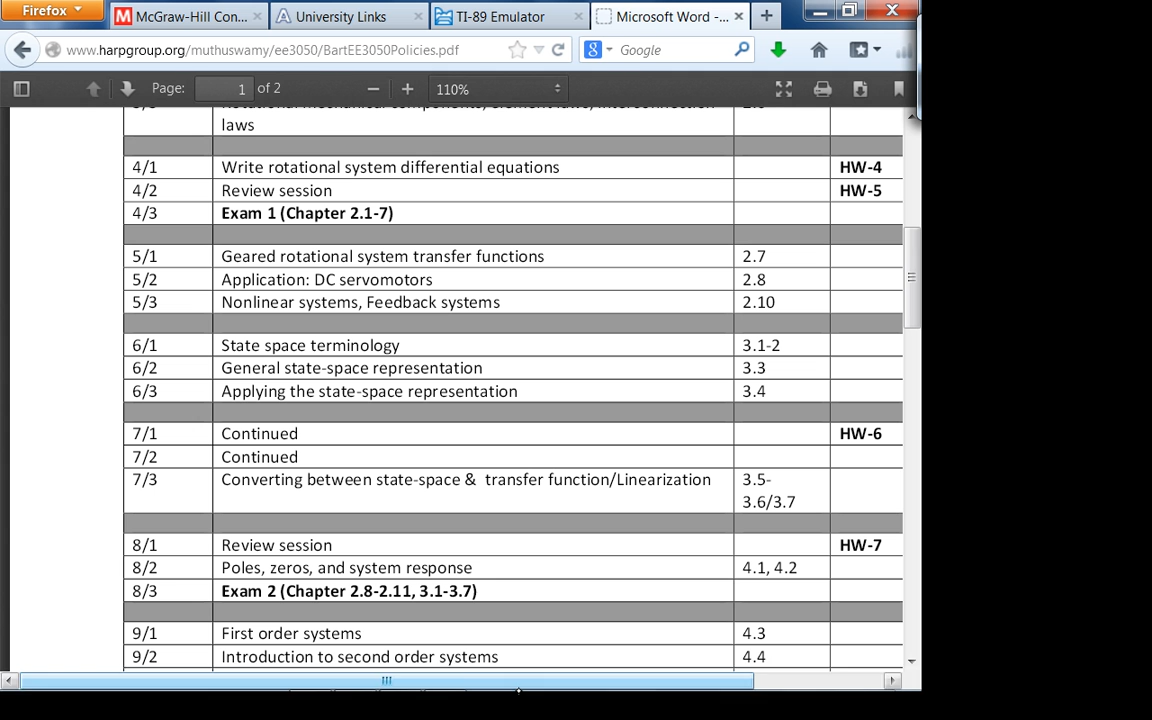 Firefox
McGraw-Hill Con...
University Links
TI-89 Emulator
Microsoft Word -...
www.harpgroup.org/muthuswamy/ee3050/BartEE3050Policies.pdf
Google
Page: 1 of 2
110%
laws
4/1 Write rotational system differential equations HW-4
4/2 Review session HW-5
4/3 Exam 1 (Chapter 2.1-7)
5/1 Geared rotational system transfer functions 2.7
5/2 Application: DC servomotors 2.8
5/3 Nonlinear systems, Feedback systems 2.10
6/1 State space terminology 3.1-2
6/2 General state-space representation 3.3
6/3 Applying the state-space representation 3.4
7/1 Continued HW-6
7/2 Continued
7/3 Converting between state-space & transfer function/Linearization 3.5-
3.6/3.7
8/1 Review session HW-7
8/2 Poles, zeros, and system response 4.1, 4.2
8/3 Exam 2 (Chapter 2.8-2.11, 3.1-3.7)
9/1 First order systems 4.3
9/2 Introduction to second order systems 4.4